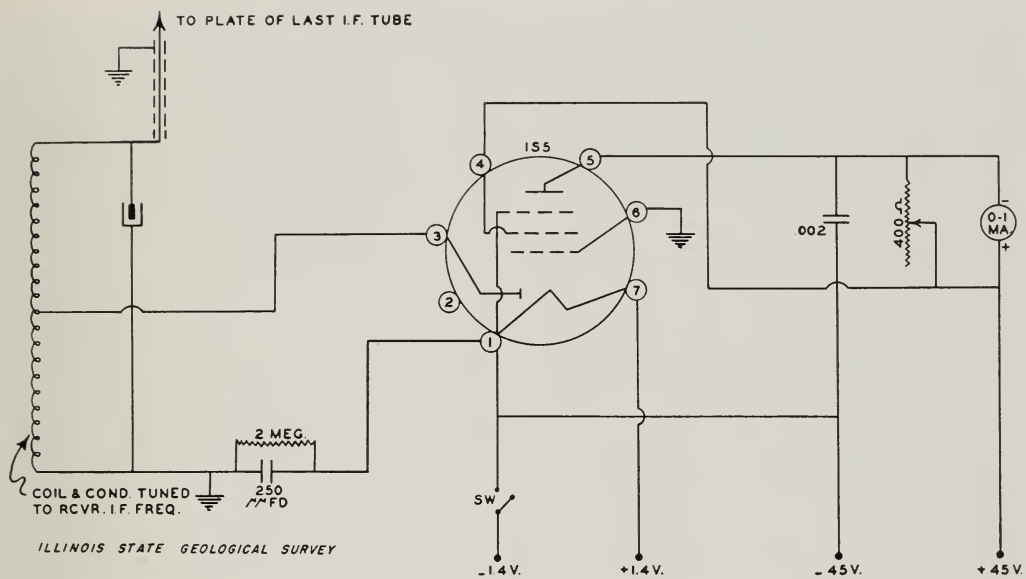 TO PLATE OF LAST I.F. TUBE
1S5
4
5
3
6
2
7
1
.002
400Ω
-
0-1
MA.
+
2 MEG.
250
μμFD
COIL & COND. TUNED
TO RCVR. I.F. FREQ.
SW
ILLINOIS STATE GEOLOGICAL SURVEY
-1.4 V.
+1.4 V.
-45 V.
+45 V.